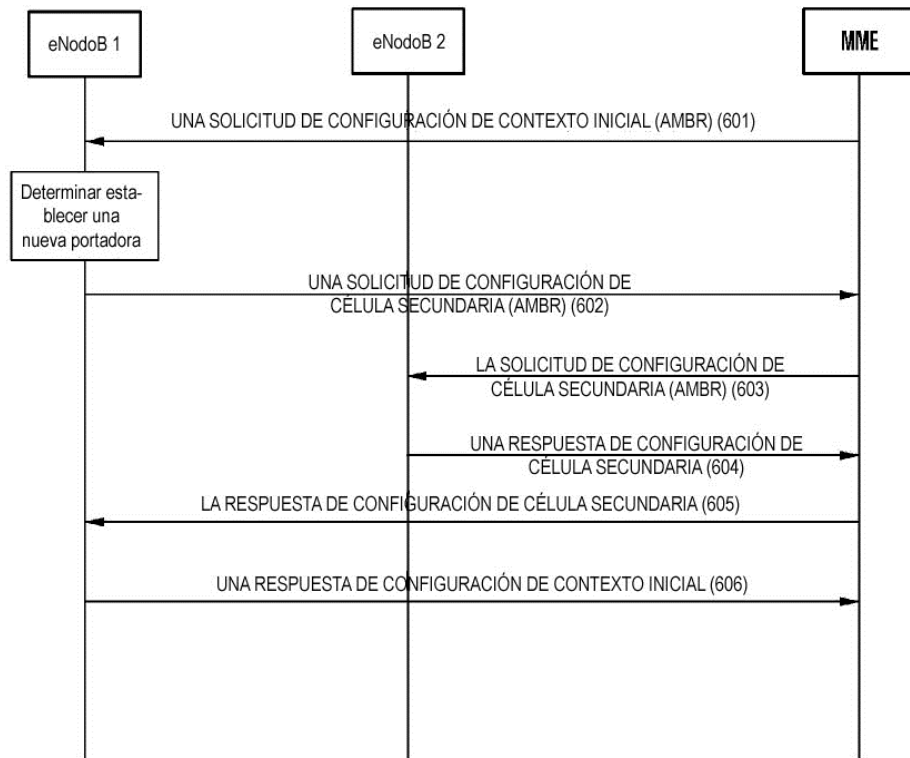 eNodoB 1
eNodoB 2
MME
UNA SOLICITUD DE CONFIGURACIÓN DE CONTEXTO INICIAL (AMBR) (601)
Determinar esta-
blecer una
nueva portadora
UNA SOLICITUD DE CONFIGURACIÓN DE
CÉLULA SECUNDARIA (AMBR) (602)
LA SOLICITUD DE CONFIGURACIÓN DE
CÉLULA SECUNDARIA (AMBR) (603)
UNA RESPUESTA DE CONFIGURACIÓN DE
CÉLULA SECUNDARIA (604)
LA RESPUESTA DE CONFIGURACIÓN DE CÉLULA SECUNDARIA (605)
UNA RESPUESTA DE CONFIGURACIÓN DE CONTEXTO INICIAL (606)